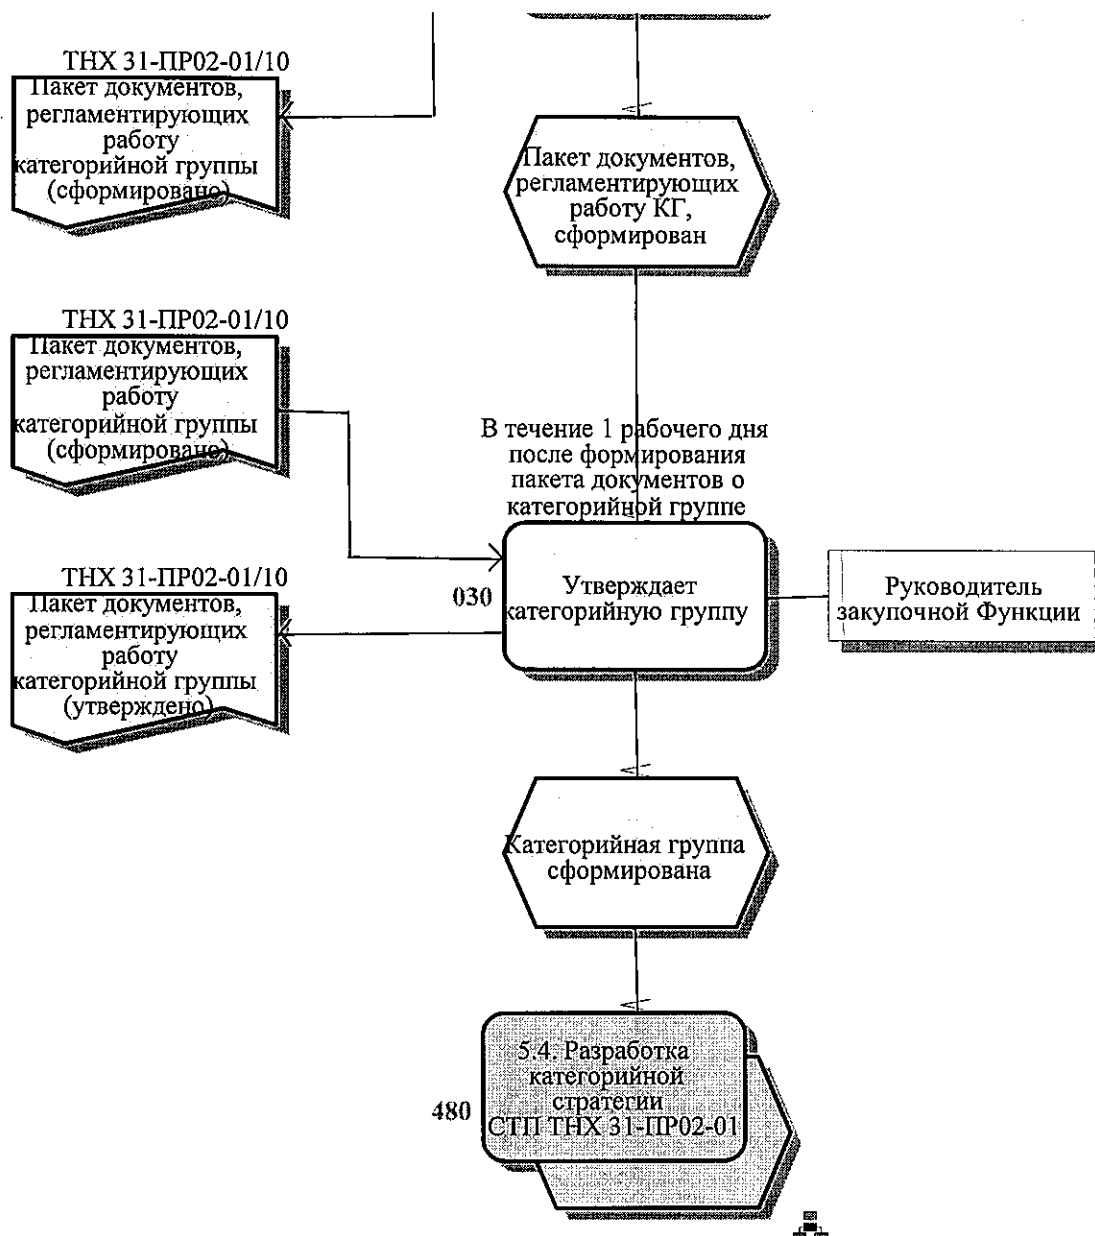 ТНХ 31-ПР02-01/10
Пакет документов,
регламентирующих
работу
категорийной группы
(сформировано)
Пакет документов,
регламентирующих
работу КГ,
сформирован
ТНХ 31-ПР02-01/10
Пакет документов,
регламентирующих
работу
категорийной группы
(сформировано)
В течение 1 рабочего дня
после формирования
пакета документов о
категорийной группе
ТНХ 31-ПР02-01/10
Пакет документов,
регламентирующих
работу
категорийной группы
(утверждено)
030
Утверждает
категорийную группу
Руководитель
закупочной Функции
Категорийная группа
сформирована
480
5.4. Разработка
категорийной
стратегии
СТП ТНХ 31-ПР02-01